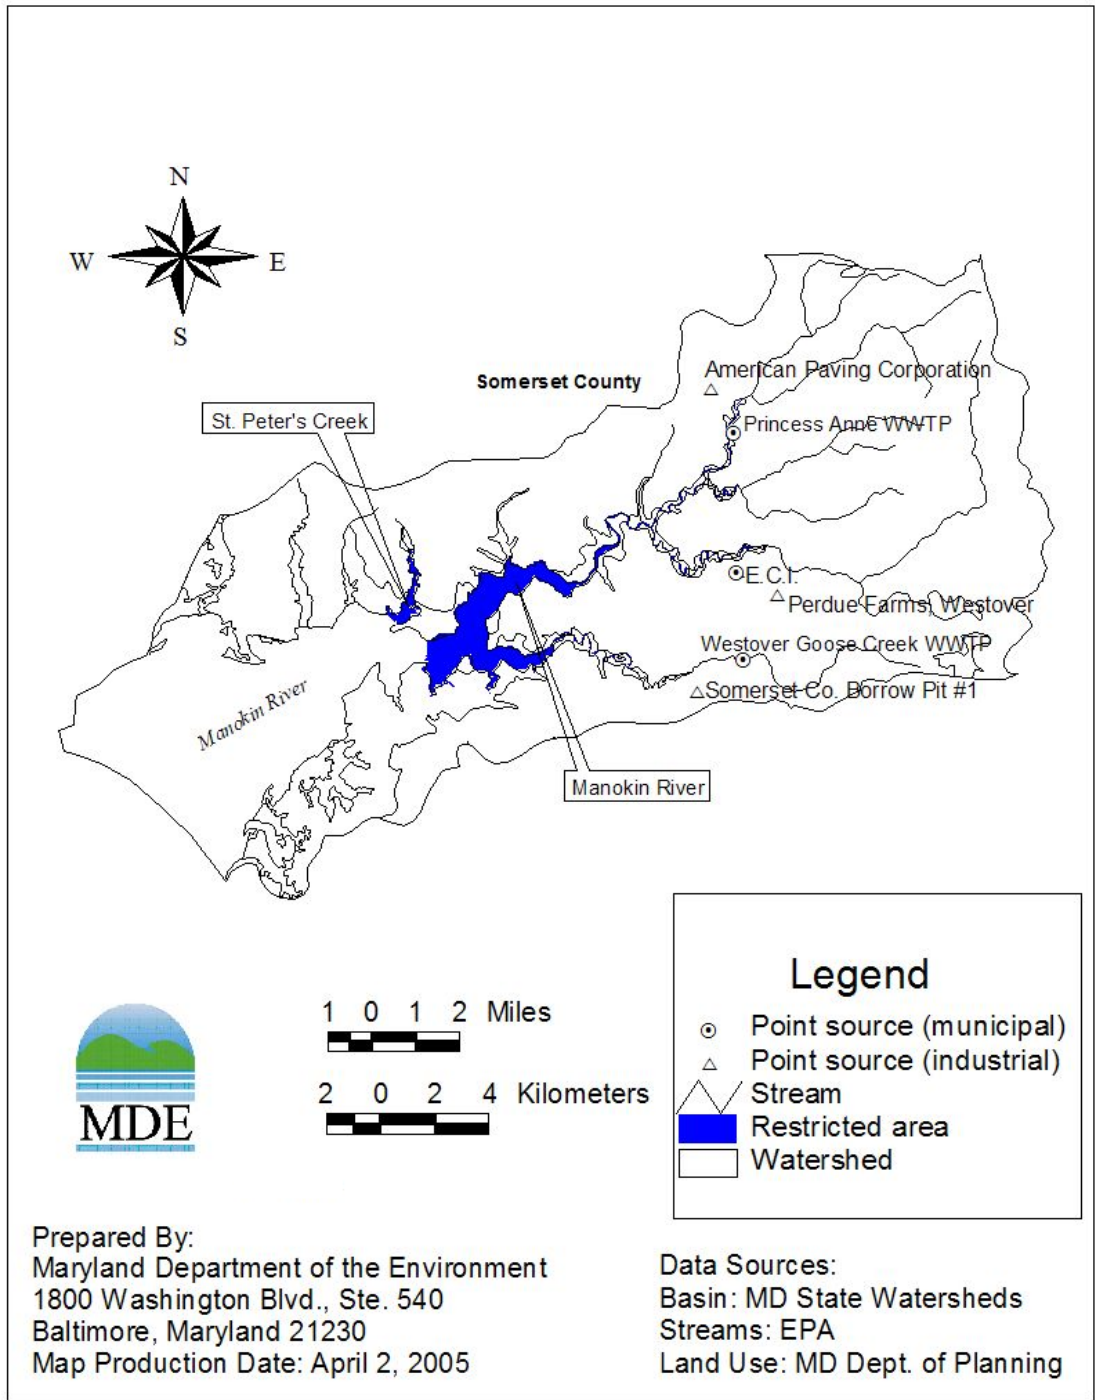 N
W E
S
Somerset County
American Paving Corporation
St. Peter's Creek
Princess Anne WWTP
E.C.I.
Perdue Farms, Westover
Westover Goose Creek WWTP
Somerset Co. Borrow Pit #1
Manokin River
Manokin River
Legend
Point source (municipal)
Point source (industrial)
Stream
Restricted area
Watershed
1 0 1 2 Miles
2 0 2 4 Kilometers
MDE
Prepared By:
Maryland Department of the Environment
1800 Washington Blvd., Ste. 540
Baltimore, Maryland 21230
Map Production Date: April 2, 2005
Data Sources:
Basin: MD State Watersheds
Streams: EPA
Land Use: MD Dept. of Planning